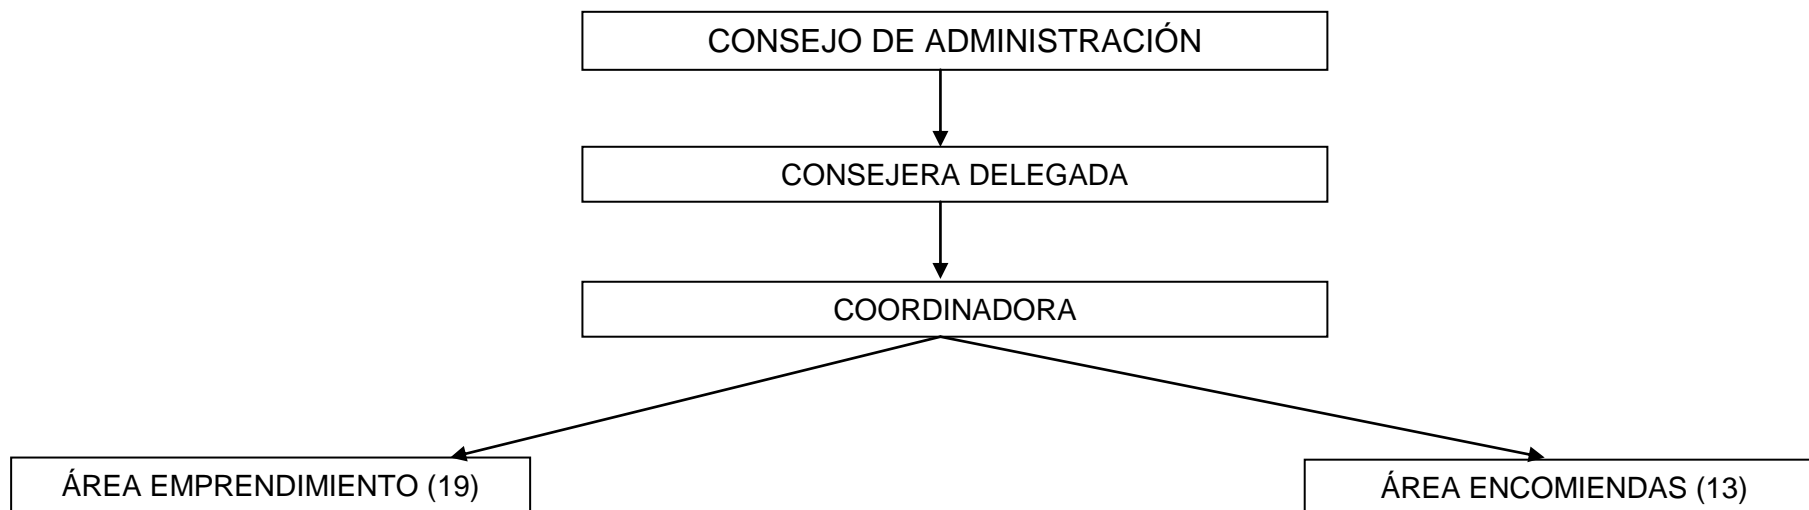 CONSEJO DE ADMINISTRACIÓN
CONSEJERA DELEGADA
COORDINADORA
ÁREA EMPRENDIMIENTO (19)
ÁREA ENCOMIENDAS (13)